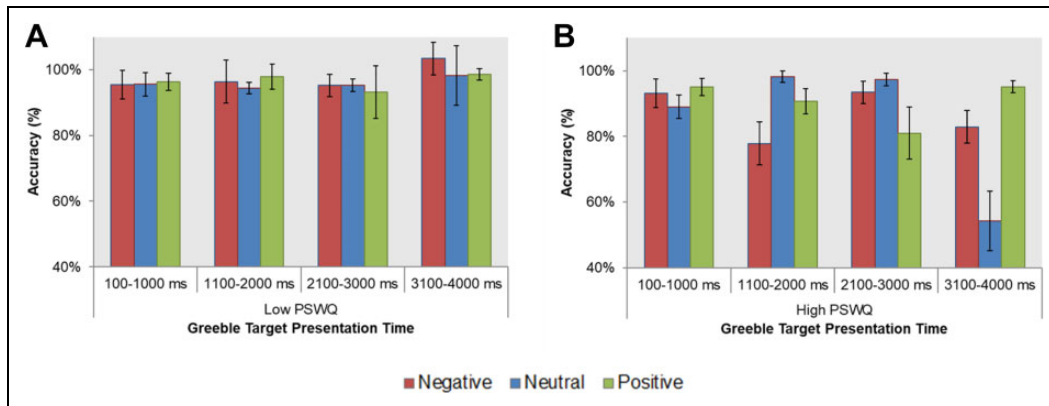 A
Accuracy (%)
100%
80%
60%
40%
100-1000 ms 1100-2000 ms 2100-3000 ms 3100-4000 ms
Low PSWQ
Greeble Target Presentation Time
B
Accuracy (%)
100%
80%
60%
40%
100-1000 ms 1100-2000 ms 2100-3000 ms 3100-4000 ms
High PSWQ
Greeble Target Presentation Time
Negative Neutral Positive